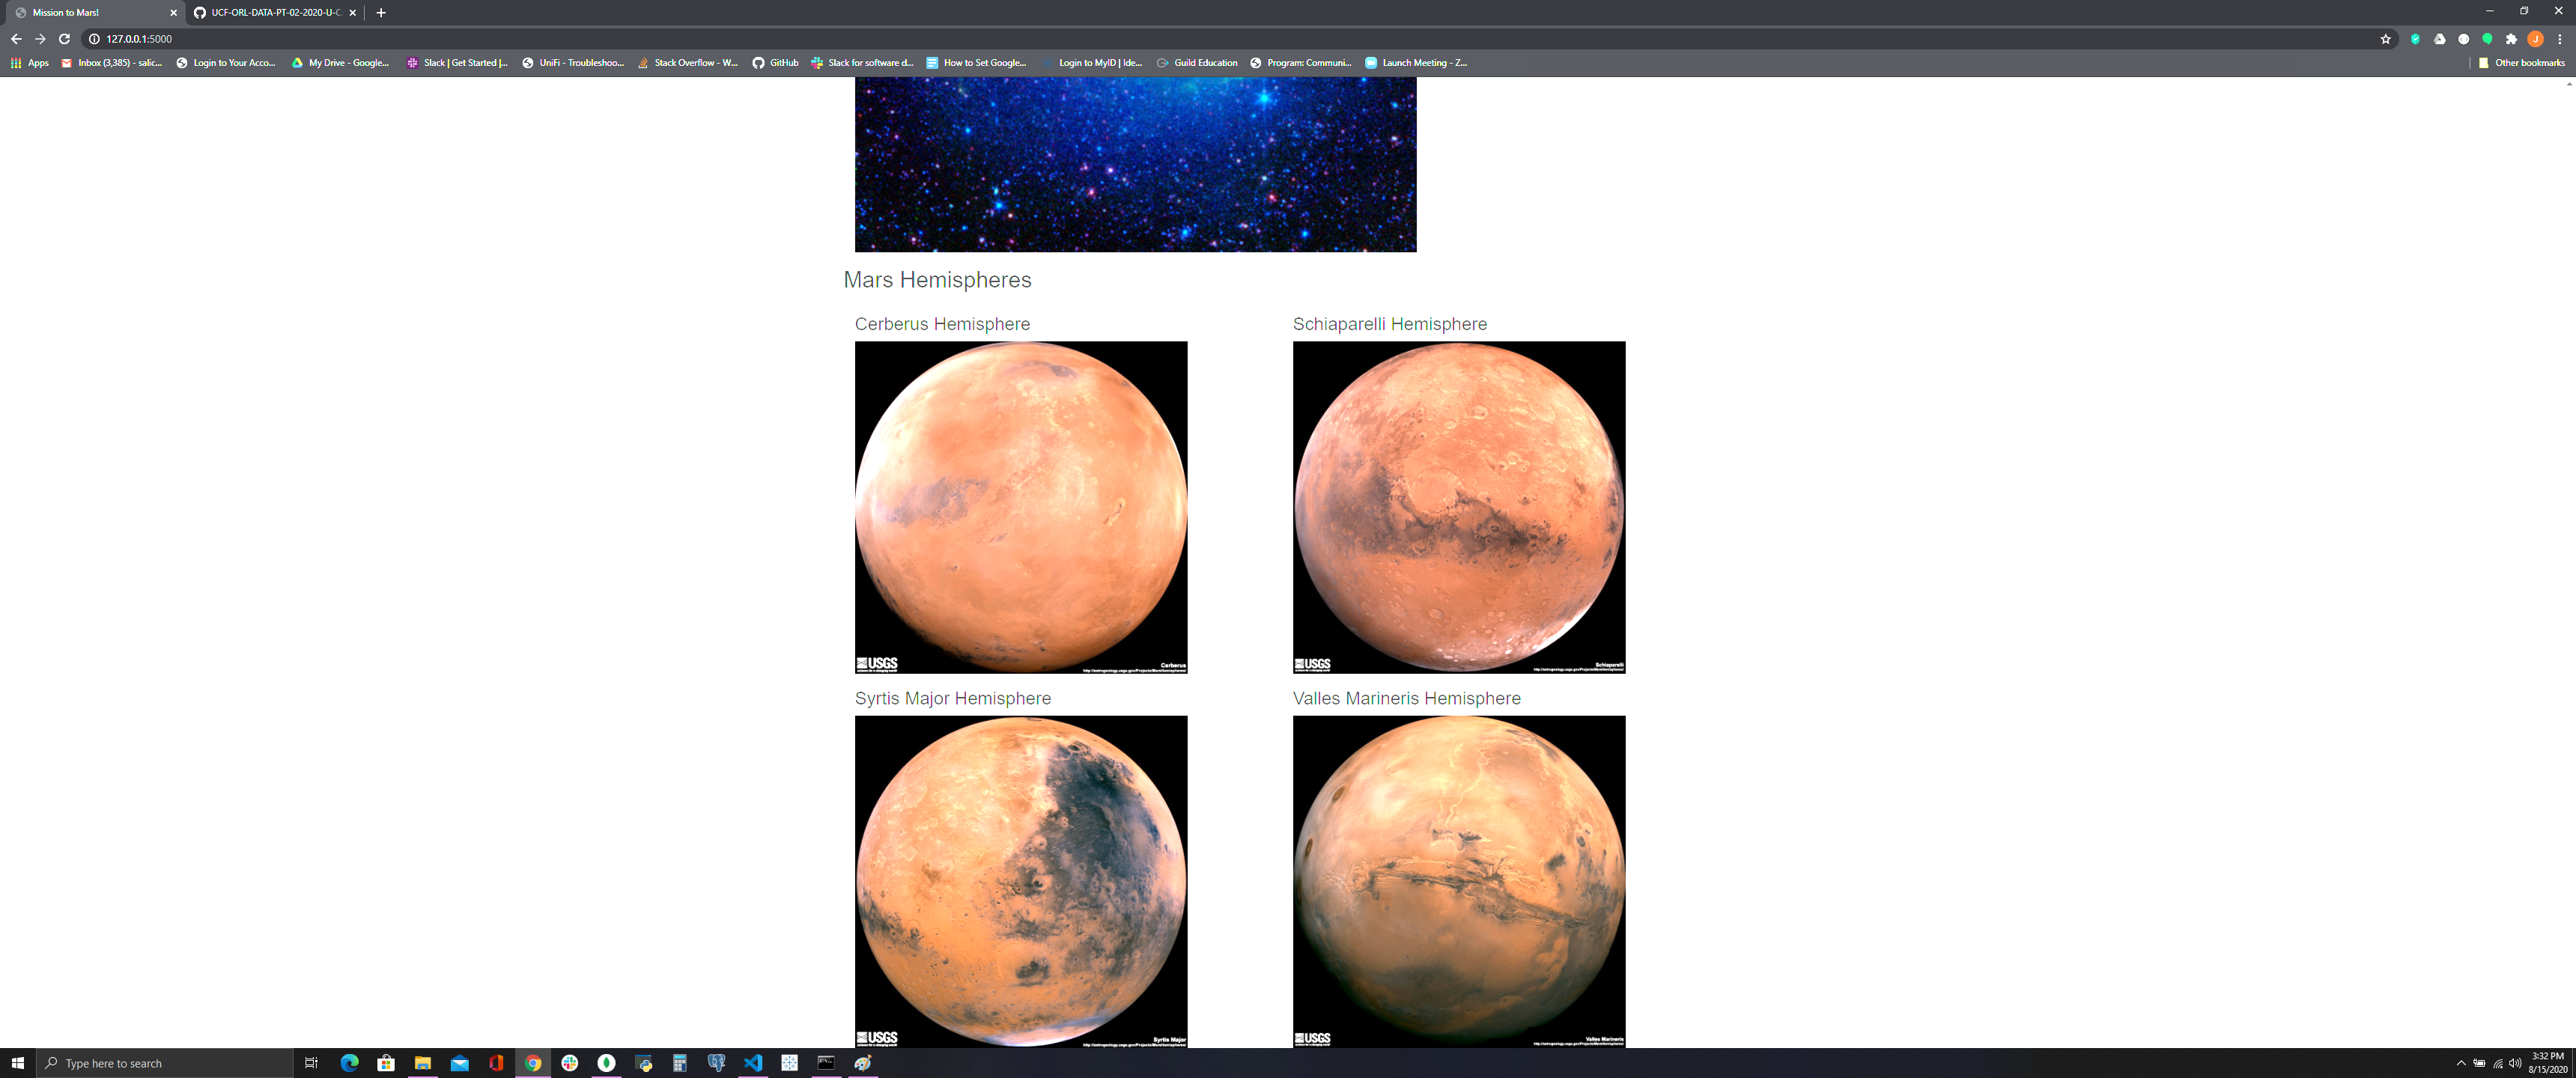 Mission to Mars!
UCF-ORL-DATA-PT-02-2020-U-C
127.0.0.1:5000
Apps
Inbox (3,385) - salic...
Login to Your Acco...
My Drive - Google...
Slack | Get Started |...
UniFi - Troubleshoo...
Stack Overflow - W...
GitHub
Slack for software d...
How to Set Google...
Login to MyID | Ide...
Guild Education
Program: Communi...
Launch Meeting - Z...
Other bookmarks
Mars Hemispheres
Cerberus Hemisphere
Schiaparelli Hemisphere
USGS
Cerberus
USGS
Schiaparelli
Syrtis Major Hemisphere
Valles Marineris Hemisphere
USGS
Syrtis Major
USGS
Valles Marineris
Type here to search
3:32 PM
8/15/2020